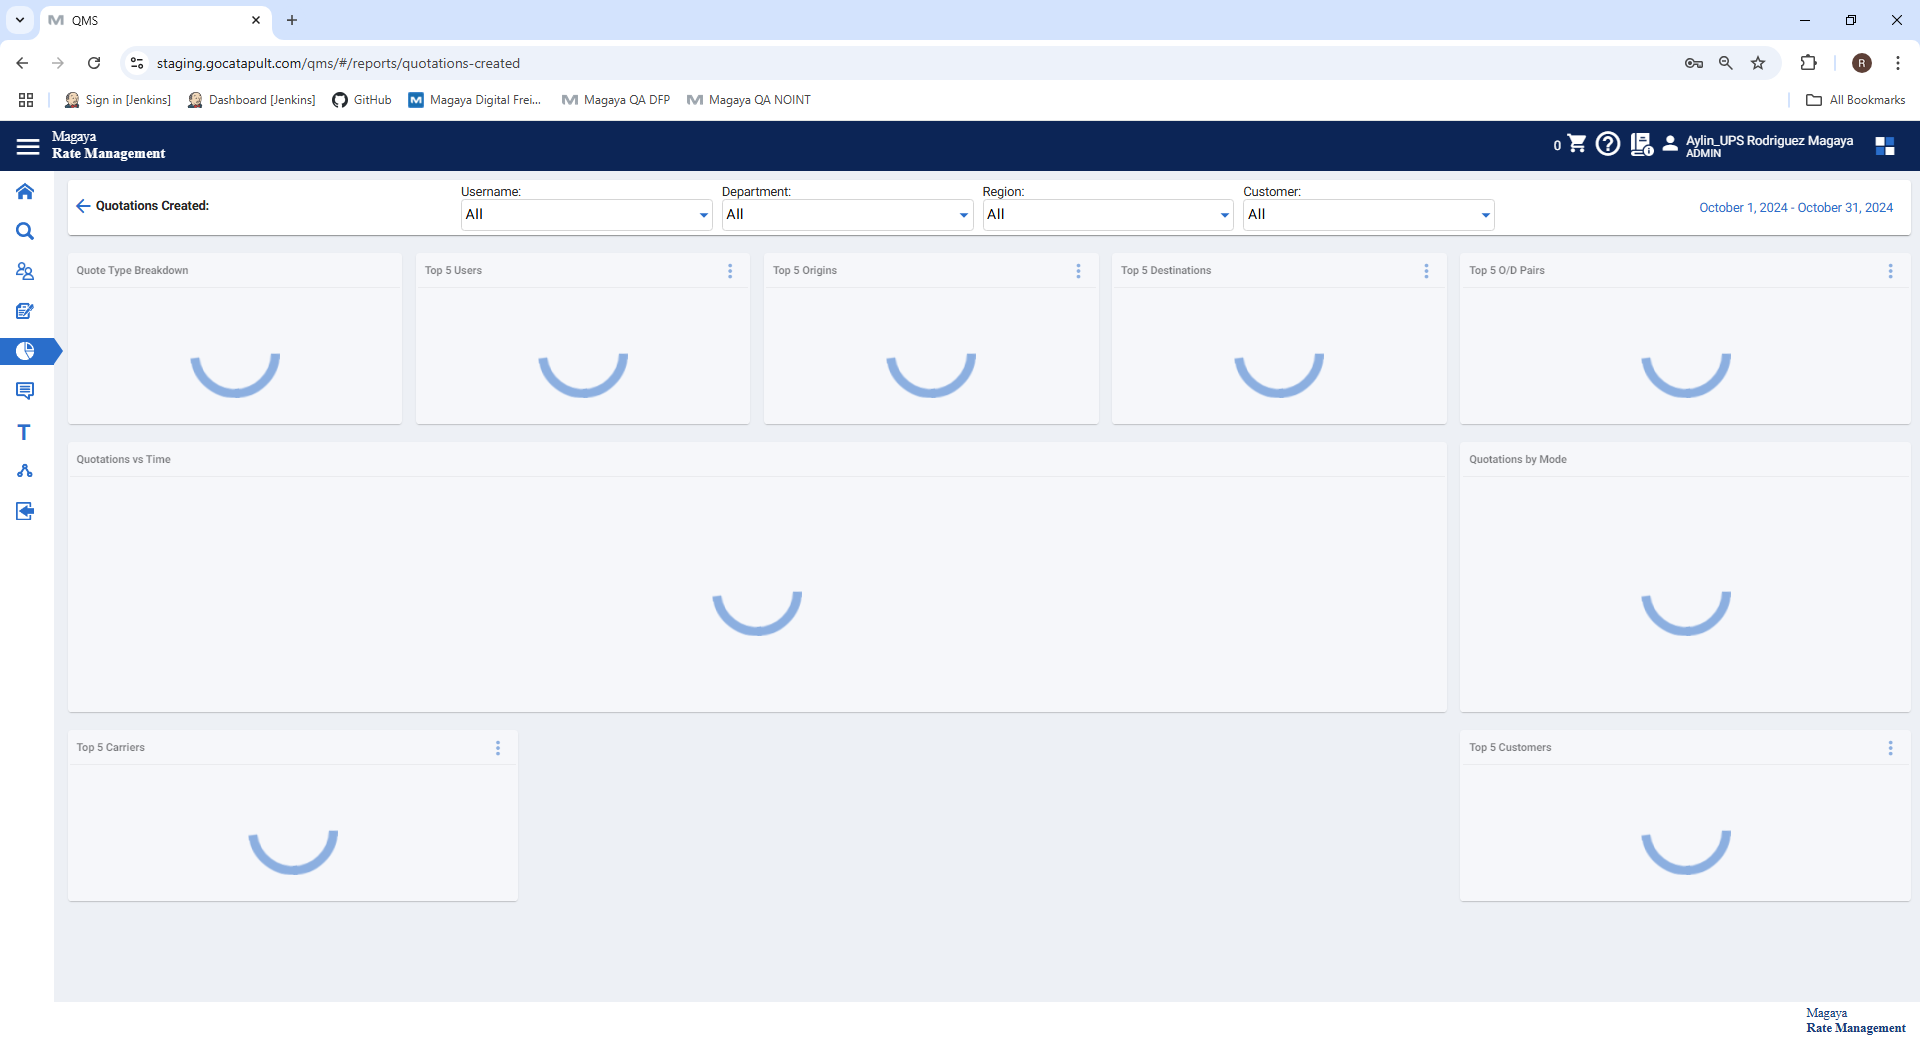 QMS
staging.gocatapult.com/qms/#/reports/quotations-created
R
Sign in [Jenkins]
Dashboard [Jenkins]
GitHub
Magaya Digital Frei...
Magaya QA DFP
Magaya QA NOINT
All Bookmarks
Magaya
Rate Management
0
Aylin_UPS Rodriguez Magaya
ADMIN
Quotations Created:
Username:
All
Department:
All
Region:
All
Customer:
All
October 1, 2024 - October 31, 2024
Quote Type Breakdown
Top 5 Users
Top 5 Origins
Top 5 Destinations
Top 5 O/D Pairs
Quotations vs Time
Quotations by Mode
Top 5 Carriers
Top 5 Customers
T
Magaya
Rate Management